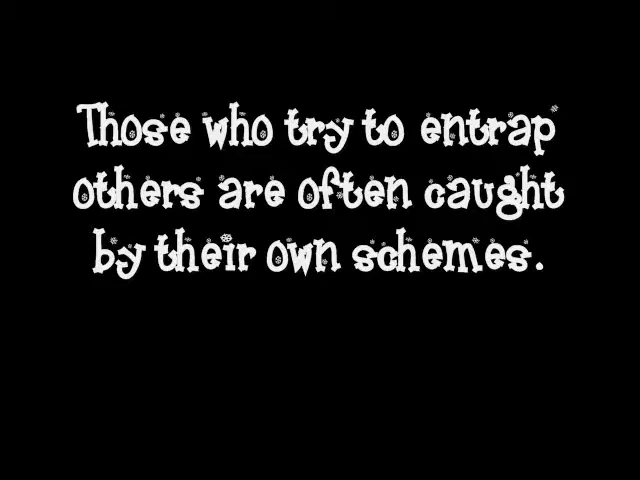 Those who try to entrap
others are often caught
by their own schemes.